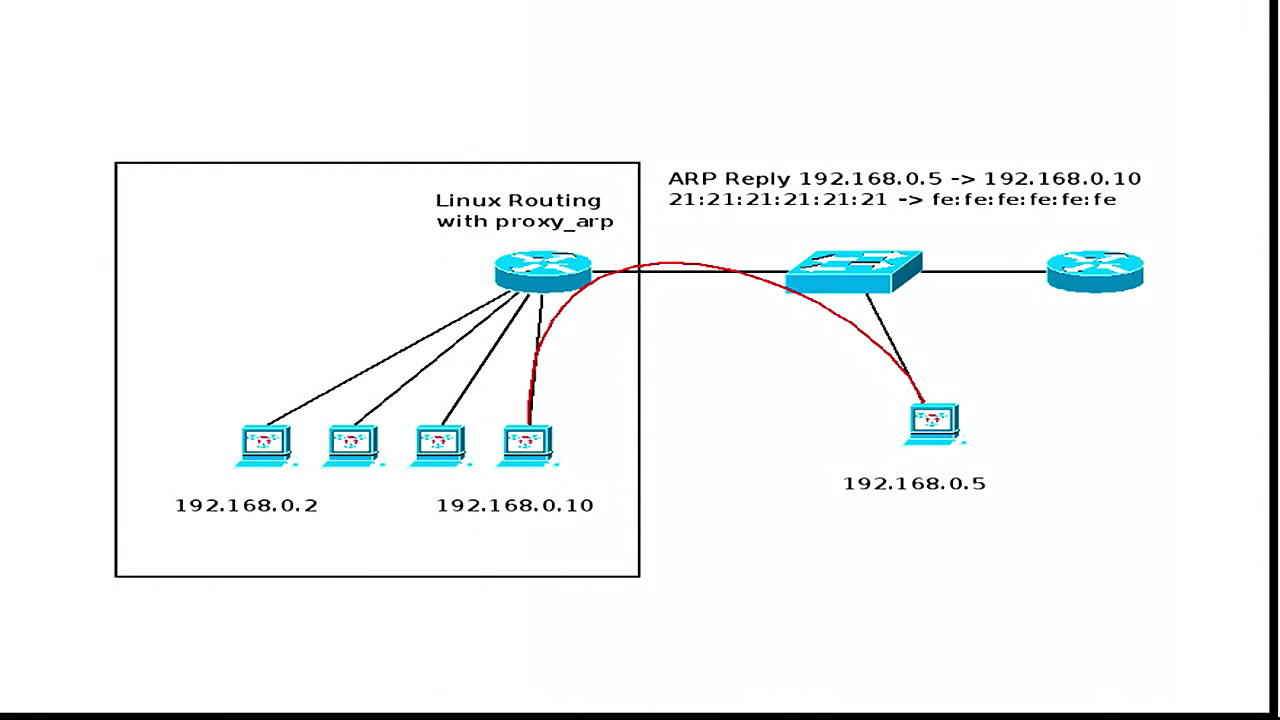 Linux Routing
with proxy_arp
ARP Reply 192.168.0.5 -> 192.168.0.10
21:21:21:21:21:21 -> fe:fe:fe:fe:fe:fe
192.168.0.2
192.168.0.10
192.168.0.5